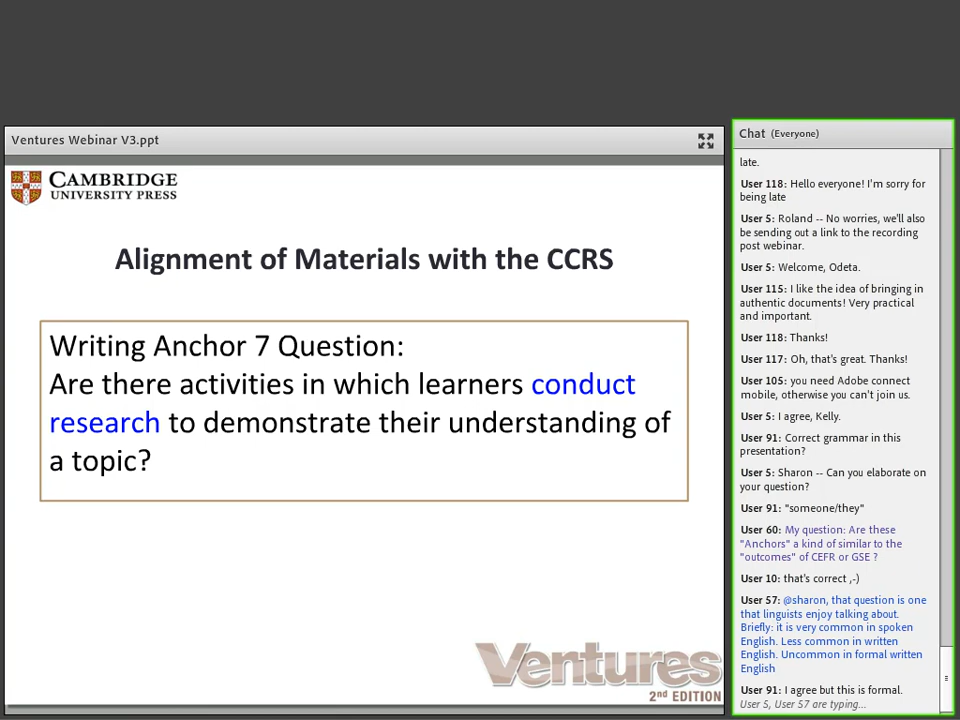 Ventures Webinar V3.ppt
CAMBRIDGE
UNIVERSITY PRESS
Alignment of Materials with the CCRS
Writing Anchor 7 Question:
Are there activities in which learners conduct
research to demonstrate their understanding of
a topic?
Ventures
2nd EDITION
Chat (Everyone)
late.
User 118: Hello everyone! I'm sorry for
being late
User 5: Roland -- No worries, we'll also
be sending out a link to the recording
post webinar.
User 5: Welcome, Odeta.
User 115: I like the idea of bringing in
authentic documents! Very practical
and important.
User 118: Thanks!
User 117: Oh, that's great. Thanks!
User 105: you need Adobe connect
mobile, otherwise you can't join us.
User 5: I agree, Kelly.
User 91: Correct grammar in this
presentation?
User 5: Sharon -- Can you elaborate on
your question?
User 91: "someone/they"
User 60: My question: Are these
"Anchors" a kind of similar to the
"outcomes" of CEFR or GSE ?
User 10: that's correct ,-)
User 57: @sharon, that question is one
that linguists enjoy talking about.
Briefly: it is very common in spoken
English. Less common in written
English. Uncommon in formal written
English
User 91: I agree but this is formal.
User 5, User 57 are typing...